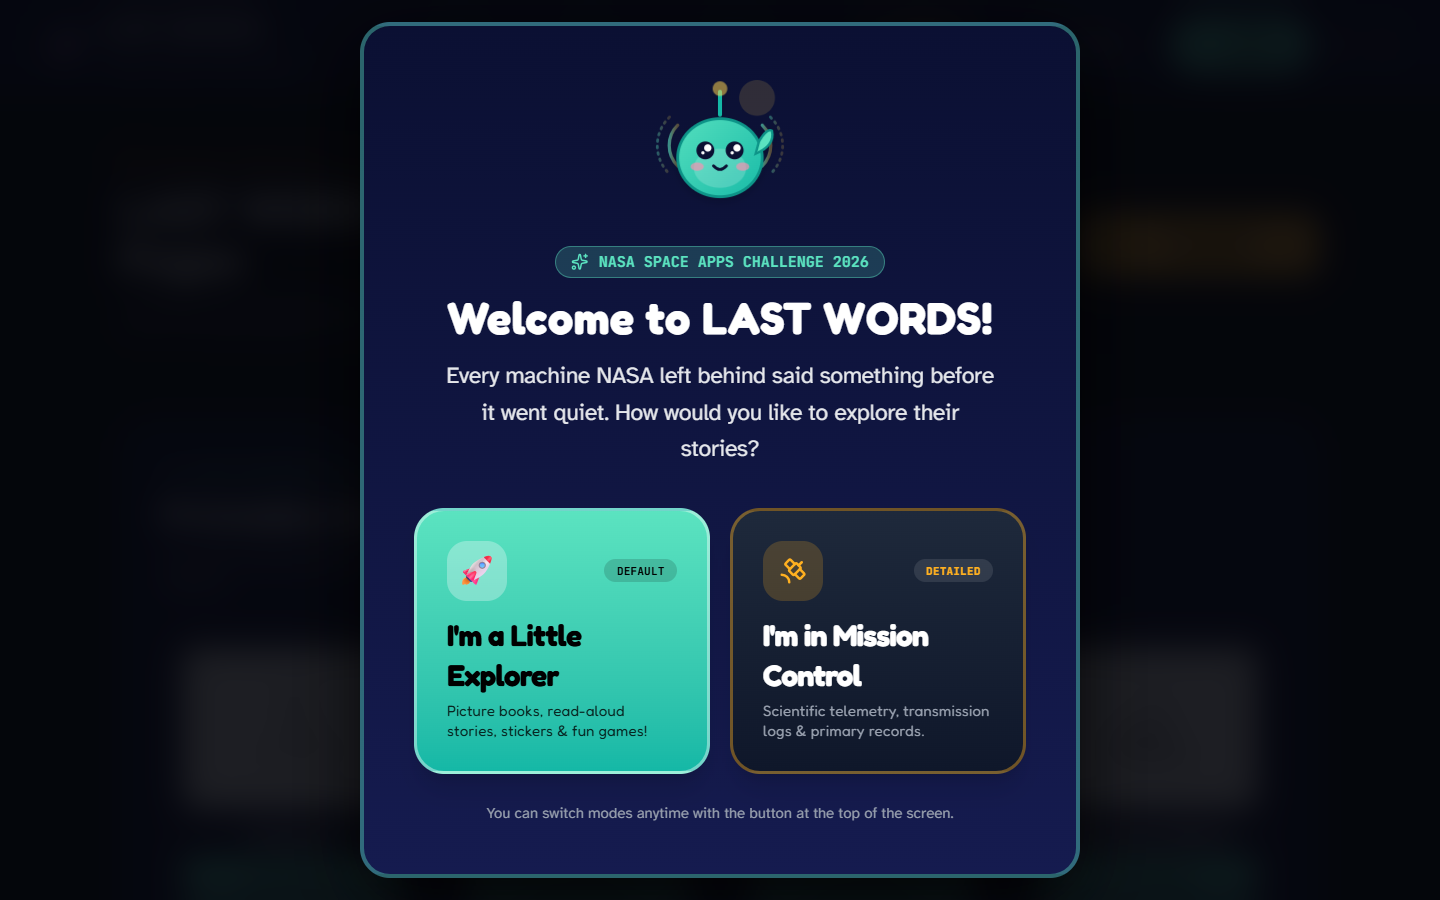 NASA SPACE APPS CHALLENGE 2026
Welcome to LAST WORDS!
Every machine NASA left behind said something before
it went quiet. How would you like to explore their
stories?
DEFAULT
I'm a Little
Explorer
Picture books, read-aloud
stories, stickers & fun games!
DETAILED
I'm in Mission
Control
Scientific telemetry, transmission
logs & primary records.
You can switch modes anytime with the button at the top of the screen.